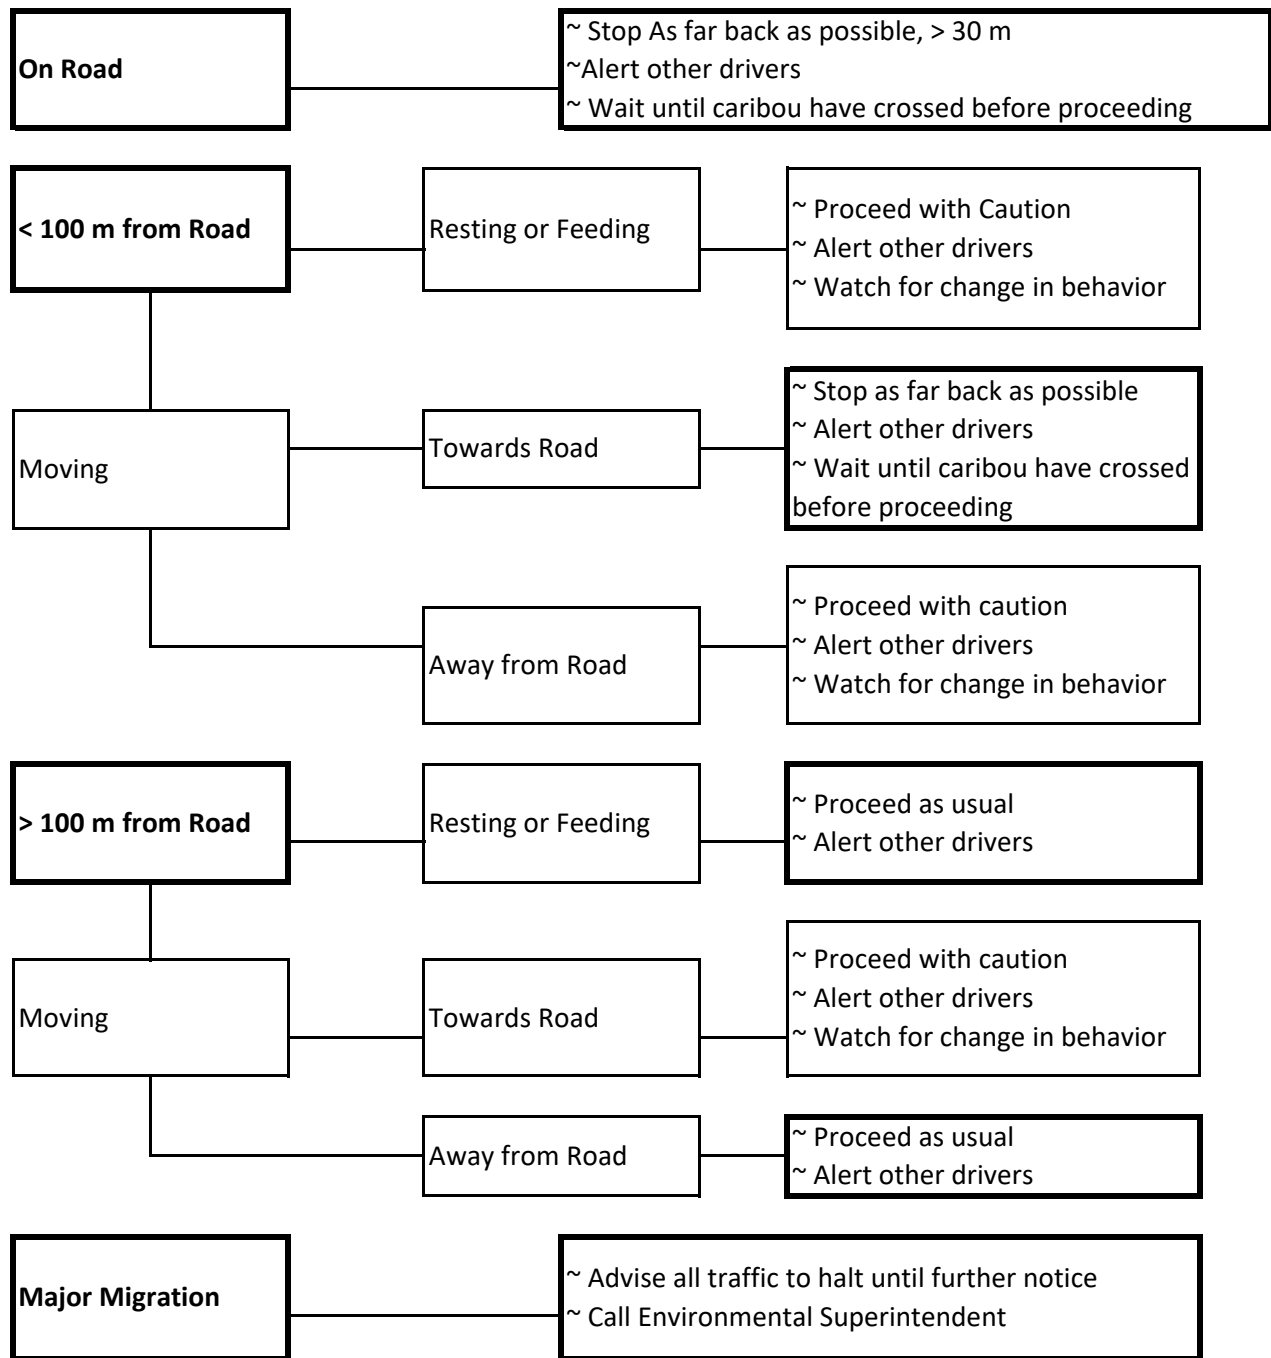 On Road
~ Stop As far back as possible, > 30 m
~Alert other drivers
~ Wait until caribou have crossed before proceeding
< 100 m from Road
Resting or Feeding
~ Proceed with Caution
~ Alert other drivers
~ Watch for change in behavior
Moving
Towards Road
~ Stop as far back as possible
~ Alert other drivers
~ Wait until caribou have crossed
before proceeding
Away from Road
~ Proceed with caution
~ Alert other drivers
~ Watch for change in behavior
> 100 m from Road
Resting or Feeding
~ Proceed as usual
~ Alert other drivers
Moving
Towards Road
~ Proceed with caution
~ Alert other drivers
~ Watch for change in behavior
Away from Road
~ Proceed as usual
~ Alert other drivers
Major Migration
~ Advise all traffic to halt until further notice
~ Call Environmental Superintendent